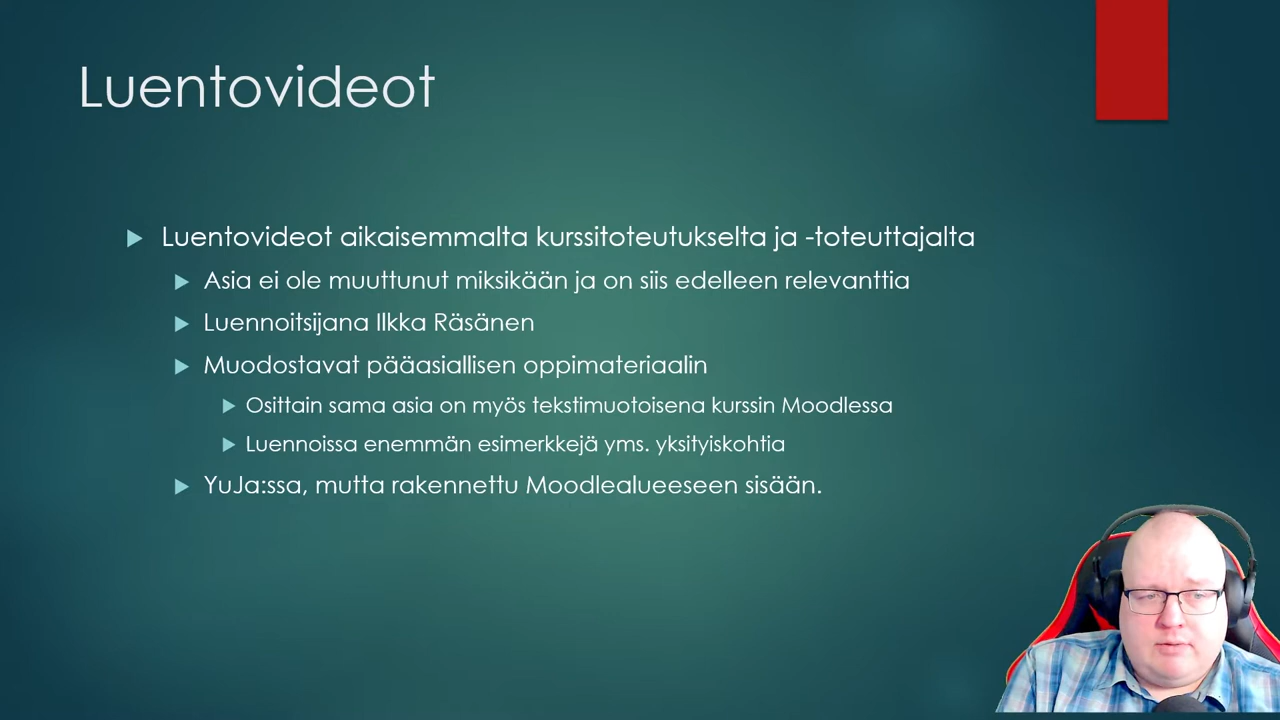 Luentovideot
Luentovideot aikaisemmalta kurssitoteutukselta ja -toteuttajalta
Asia ei ole muuttunut miksikään ja on siis edelleen relevanttia
Luennoitsijana Ilkka Räsänen
Muodostavat pääasiallisen oppimateriaalin
Osittain sama asia on myös tekstimuotoisena kurssin Moodlessa
Luennoissa enemmän esimerkkejä yms. yksityiskohtia
YuJa:ssa, mutta rakennettu Moodlealueeseen sisään.